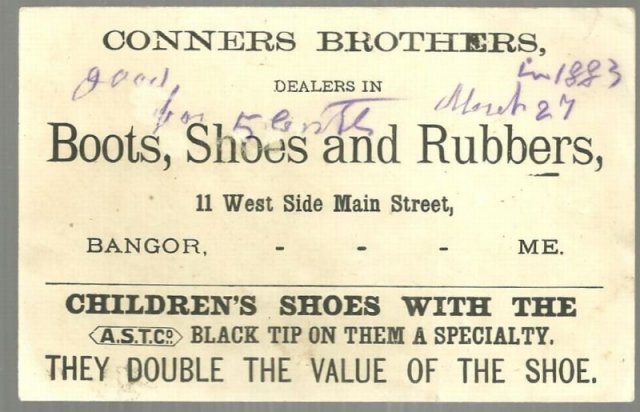 CONNERS BROTHERS,
DEALERS IN
good
for 5 Cents
in 1883
March 27
Boots, Shoes and Rubbers,
11 West Side Main Street,
BANGOR, - - - ME.
CHILDREN'S SHOES WITH THE
A.S.T.Co. BLACK TIP ON THEM A SPECIALTY.
THEY DOUBLE THE VALUE OF THE SHOE.